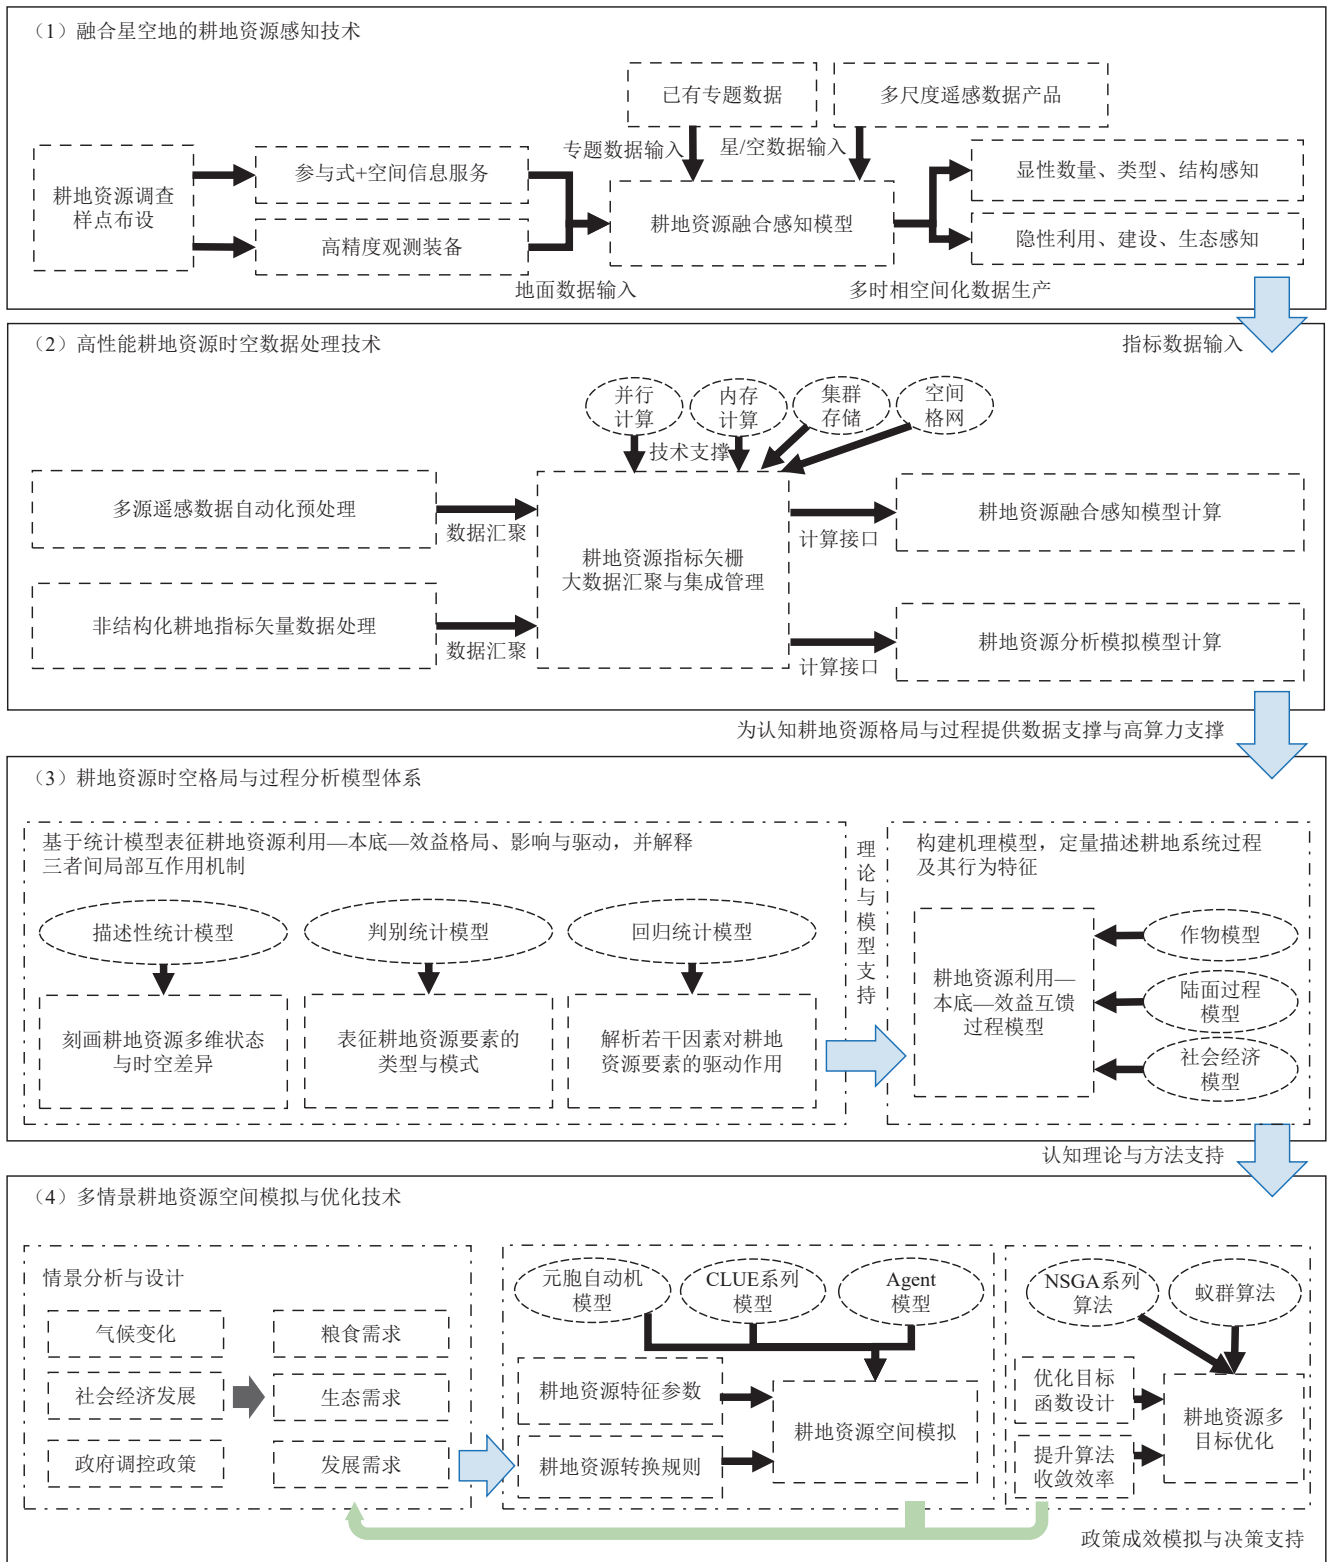 （1）融合星空地的耕地资源感知技术
已有专题数据
多尺度遥感数据产品
专题数据输入
星/空数据输入
耕地资源调查
样点布设
参与式+空间信息服务
高精度观测装备
地面数据输入
耕地资源融合感知模型
显性数量、类型、结构感知
隐性利用、建设、生态感知
多时相空间化数据生产
（2）高性能耕地资源时空数据处理技术
指标数据输入
并行
计算
内存
计算
集群
存储
空间
格网
技术支撑
多源遥感数据自动化预处理
数据汇聚
非结构化耕地指标矢量数据处理
数据汇聚
耕地资源指标矢栅
大数据汇聚与集成管理
计算接口
耕地资源融合感知模型计算
计算接口
耕地资源分析模拟模型计算
为认知耕地资源格局与过程提供数据支撑与高算力支撑
（3）耕地资源时空格局与过程分析模型体系
基于统计模型表征耕地资源利用—本底—效益格局、影响与驱动，并解释
三者间局部互作用机制
描述性统计模型
判别统计模型
回归统计模型
刻画耕地资源多维状态
与时空差异
表征耕地资源要素的
类型与模式
解析若干因素对耕地
资源要素的驱动作用
理论与模型支持
构建机理模型，定量描述耕地系统过程
及其行为特征
耕地资源利用—
本底—效益互馈
过程模型
作物模型
陆面过程
模型
社会经济
模型
认知理论与方法支持
（4）多情景耕地资源空间模拟与优化技术
情景分析与设计
气候变化
社会经济发展
政府调控政策
粮食需求
生态需求
发展需求
元胞自动机
模型
CLUE系列
模型
Agent
模型
耕地资源特征参数
耕地资源转换规则
耕地资源空间模拟
NSGA系列
算法
蚁群算法
优化目标
函数设计
提升算法
收敛效率
耕地资源多
目标优化
政策成效模拟与决策支持